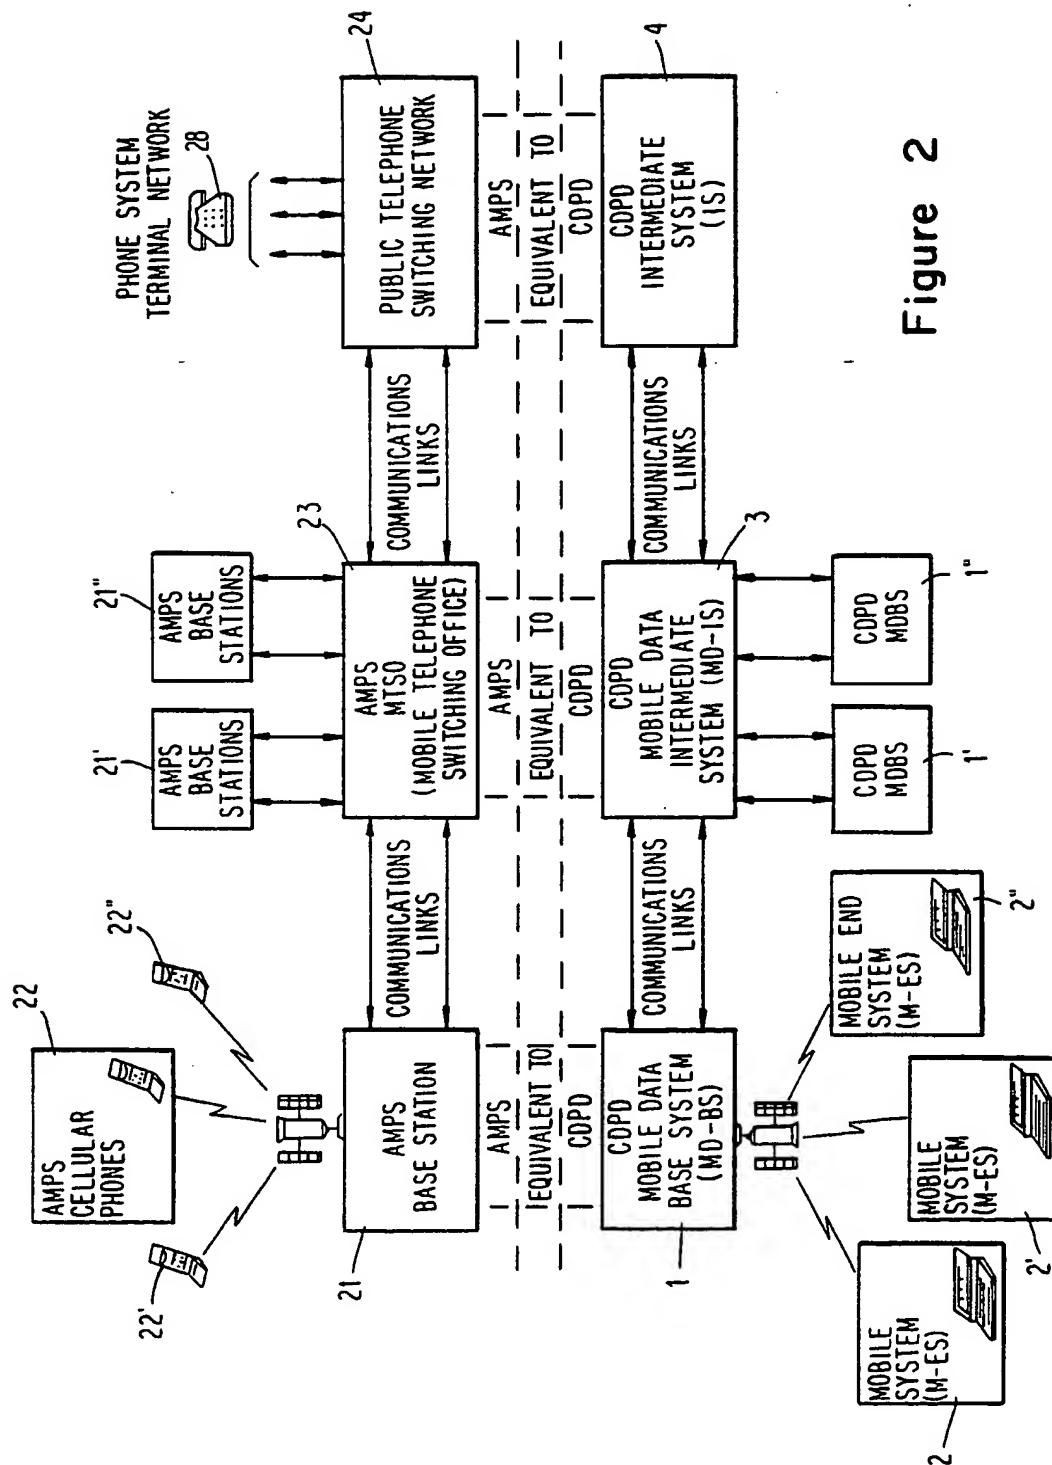 22"
22
AMPS
CELLULAR
PHONES
22'
AMPS
BASE STATION
21
COMMUNICATIONS
LINKS
21'
AMPS
BASE
STATIONS
21"
AMPS
BASE
STATIONS
23
AMPS
MTSO
(MOBILE TELEPHONE
SWITCHING OFFICE)
COMMUNICATIONS
LINKS
PHONE SYSTEM
TERMINAL NETWORK
28
24
PUBLIC TELEPHONE
SWITCHING NETWORK
AMPS
EQUIVALENT TO
CDPD
AMPS
EQUIVALENT TO
CDPD
AMPS
EQUIVALENT TO
CDPD
CDPD
MOBILE DATA
BASE SYSTEM
(MD-BS)
1
COMMUNICATIONS
LINKS
CDPD
MOBILE DATA
INTERMEDIATE
SYSTEM (MD-IS)
3
COMMUNICATIONS
LINKS
CDPD
INTERMEDIATE
SYSTEM
(IS)
4
MOBILE
SYSTEM
(M-ES)
2
MOBILE
SYSTEM
(M-ES)
2'
MOBILE END
SYSTEM
(M-ES)
2"
CDPD
MDBS
1'
CDPD
MDBS
1"
Figure 2